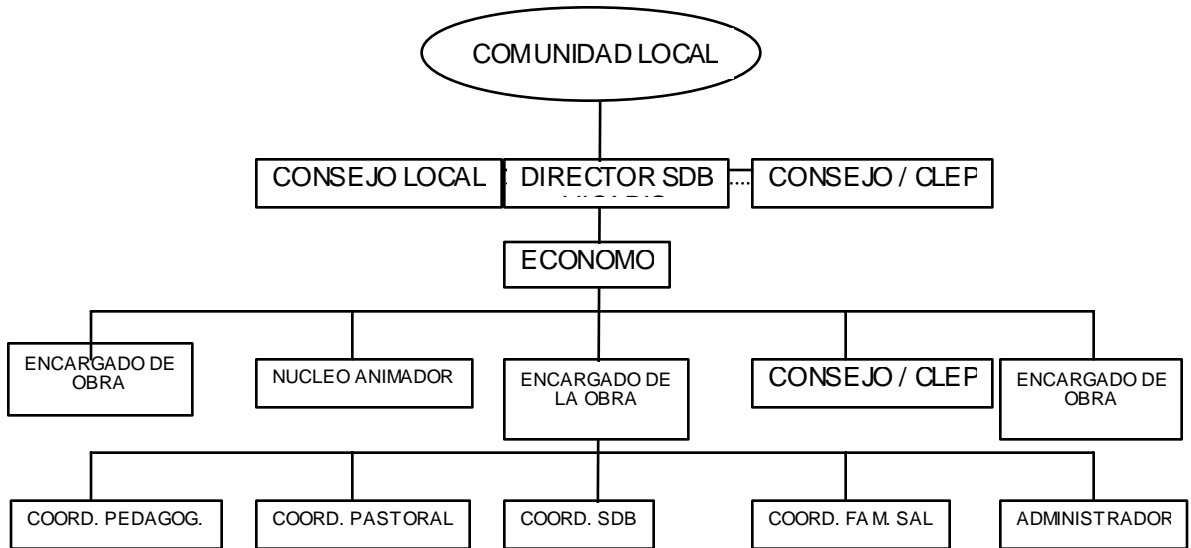 COMUNIDAD LOCAL
CONSEJO LOCAL
DIRECTOR SDB
CONSEJO / CLEP
ECONOMO
ENCARGADO DE
OBRA
NUCLEO ANIMADOR
ENCARGADO DE
LA OBRA
CONSEJO / CLEP
ENCARGADO DE
OBRA
COORD. PEDAGOG.
COORD. PASTORAL
COORD. SDB
COORD. FAM. SAL
ADMINISTRADOR